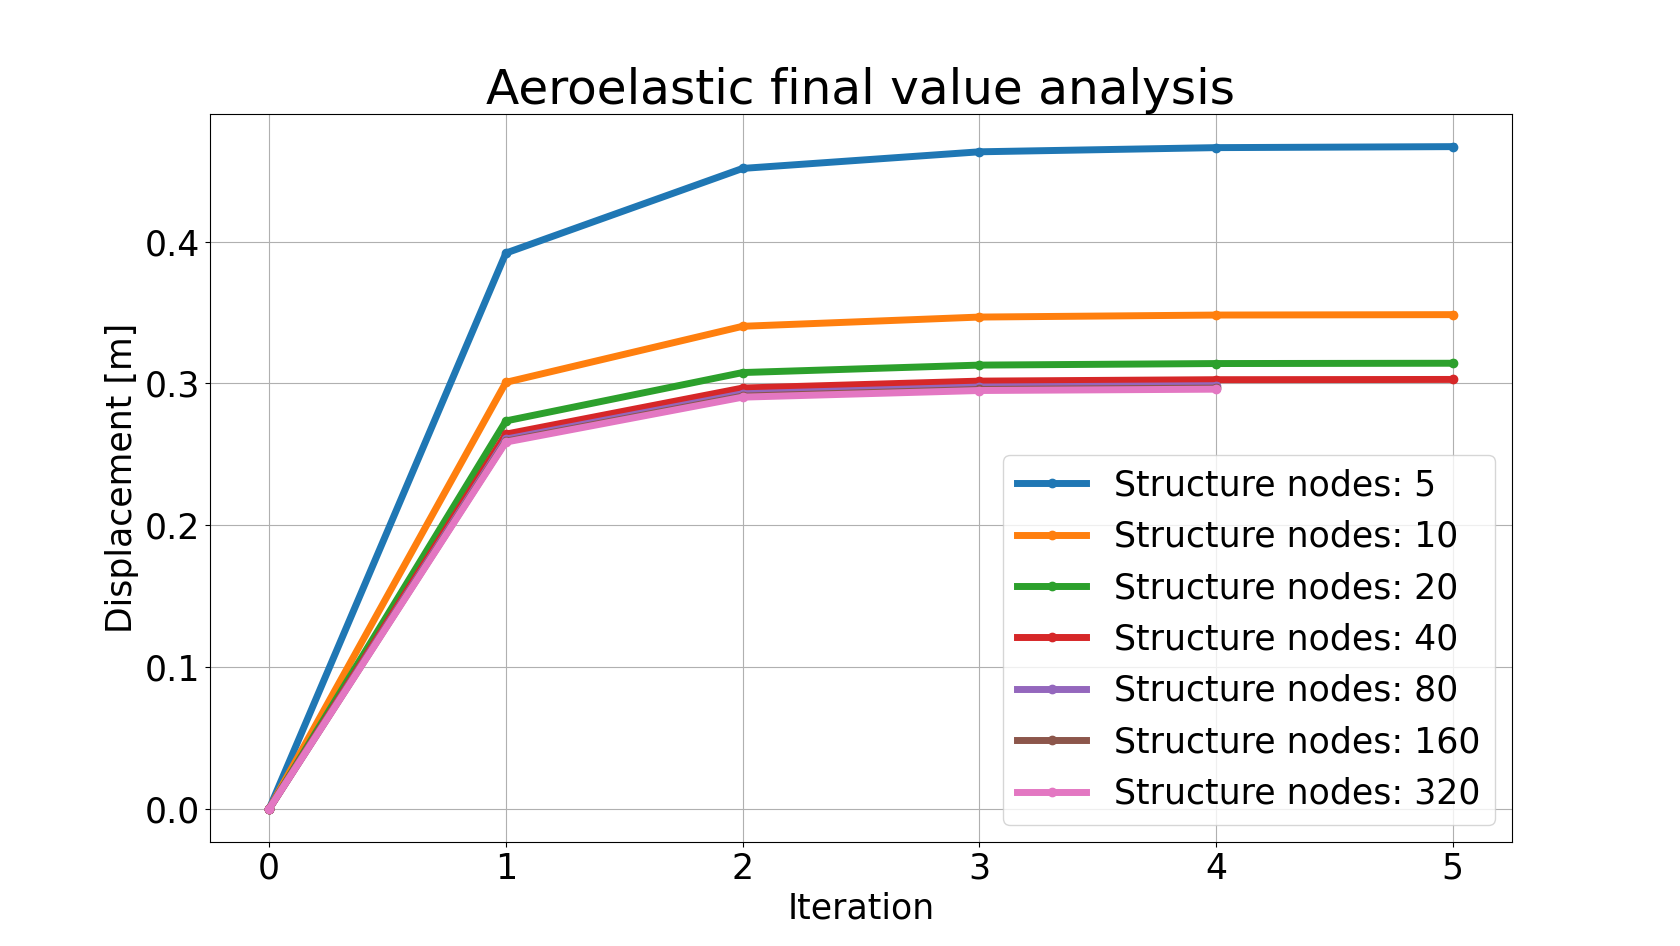 Aeroelastic final value analysis
Displacement [m]
0.4
0.3
0.2
0.1
0.0
Structure nodes: 5
Structure nodes: 10
Structure nodes: 20
Structure nodes: 40
Structure nodes: 80
Structure nodes: 160
Structure nodes: 320
0 1 2 3 4 5
Iteration